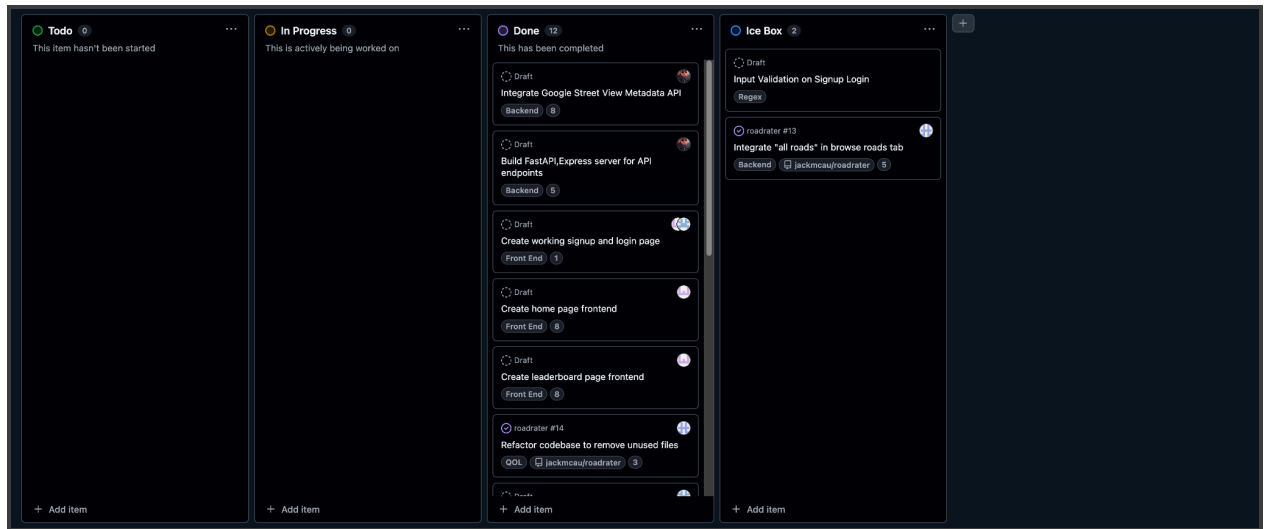 Todo 0 ...
This item hasn't been started
+ Add item
In Progress 0 ...
This is actively being worked on
+ Add item
Done 12 ...
This has been completed
Draft
Integrate Google Street View Metadata API
Backend 8
Draft
Build FastAPI,Express server for API
endpoints
Backend 5
Draft
Create working signup and login page
Front End 1
Draft
Create home page frontend
Front End 8
Draft
Create leaderboard page frontend
Front End 8
roadrater #14
Refactor codebase to remove unused files
QOL jackmcau/roadrater 3
Draft
+ Add item
Ice Box 2 ...
Draft
Input Validation on Signup Login
Regex
roadrater #13
Integrate "all roads" in browse roads tab
Backend jackmcau/roadrater 5
+ Add item
+